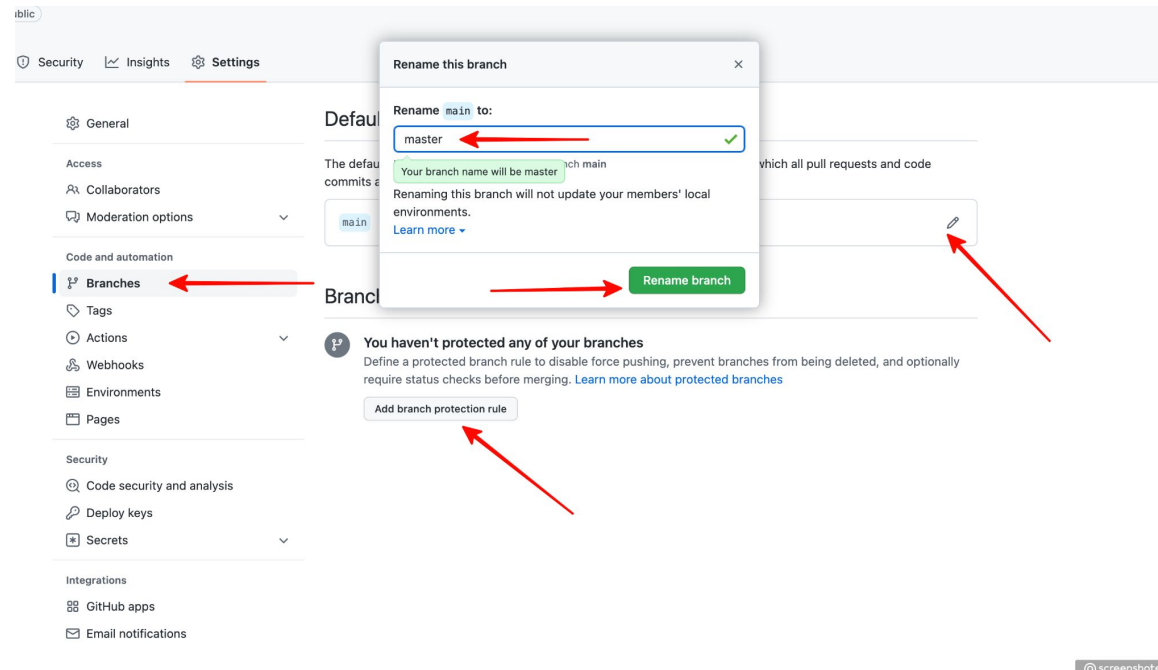 ublic
Security
Insights
Settings
General
Access
Collaborators
Moderation options
Code and automation
Branches
Tags
Actions
Webhooks
Environments
Pages
Security
Code security and analysis
Deploy keys
Secrets
Integrations
GitHub apps
Email notifications
Rename this branch
Rename main to:
master
Your branch name will be master
nch main
Renaming this branch will not update your members' local
environments.
Learn more
Rename branch
Defaul
The defau which all pull requests and code
commits a
main
Branc
You haven't protected any of your branches
Define a protected branch rule to disable force pushing, prevent branches from being deleted, and optionally
require status checks before merging. Learn more about protected branches
Add branch protection rule
screenshot